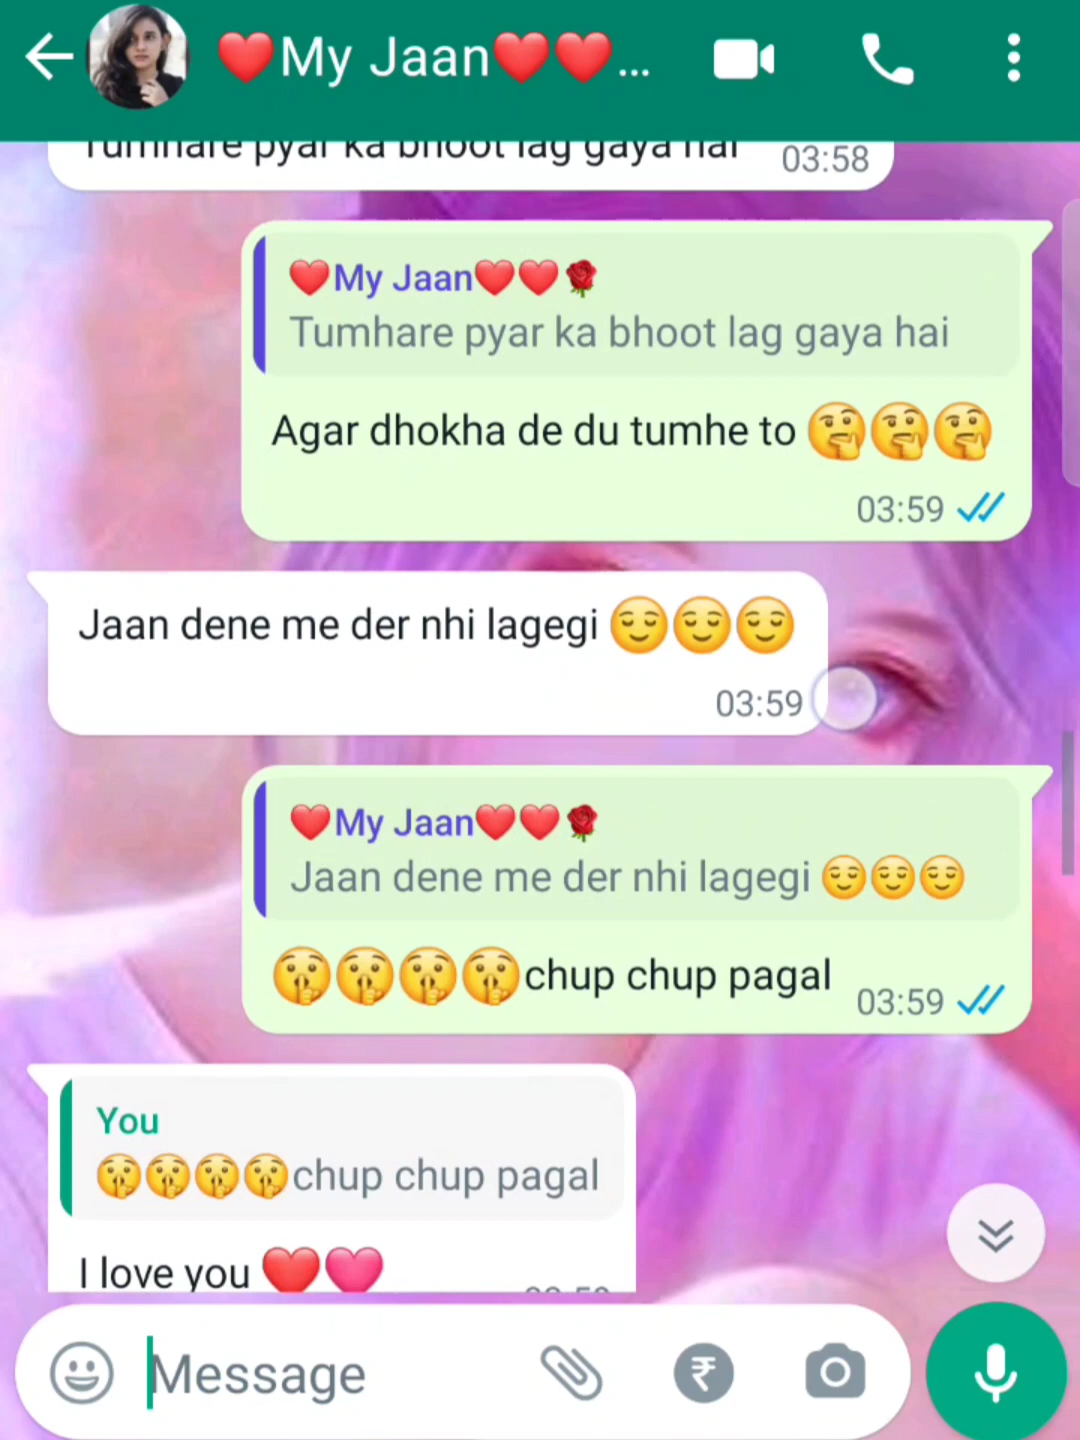 ❤️My Jaan❤️❤️...
Tumhare pyar ka bhoot lag gaya hai 03:58
❤️My Jaan❤️❤️🌹
Tumhare pyar ka bhoot lag gaya hai
Agar dhokha de du tumhe to 🤔🤔🤔
03:59
Jaan dene me der nhi lagegi 😌😌😌
03:59
❤️My Jaan❤️❤️🌹
Jaan dene me der nhi lagegi 😌😌😌
🤫🤫🤫🤫chup chup pagal 03:59
You
🤫🤫🤫🤫chup chup pagal
I love you ❤️💓
Message